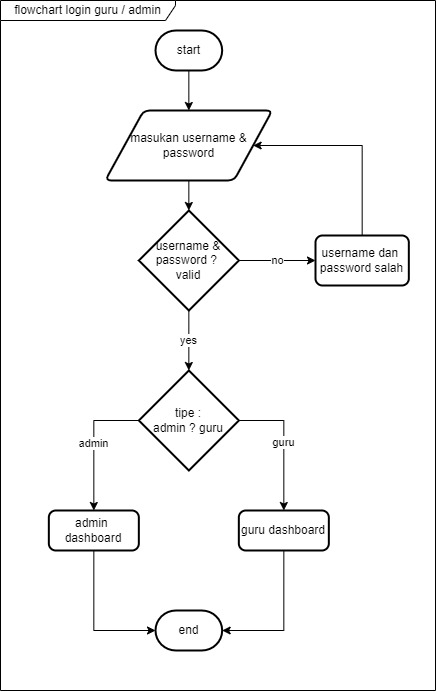 flowchart login guru / admin
start
masukan username &
password
username &
password ?
valid
no
username dan
password salah
yes
tipe :
admin ? guru
admin
guru
admin
dashboard
guru dashboard
end